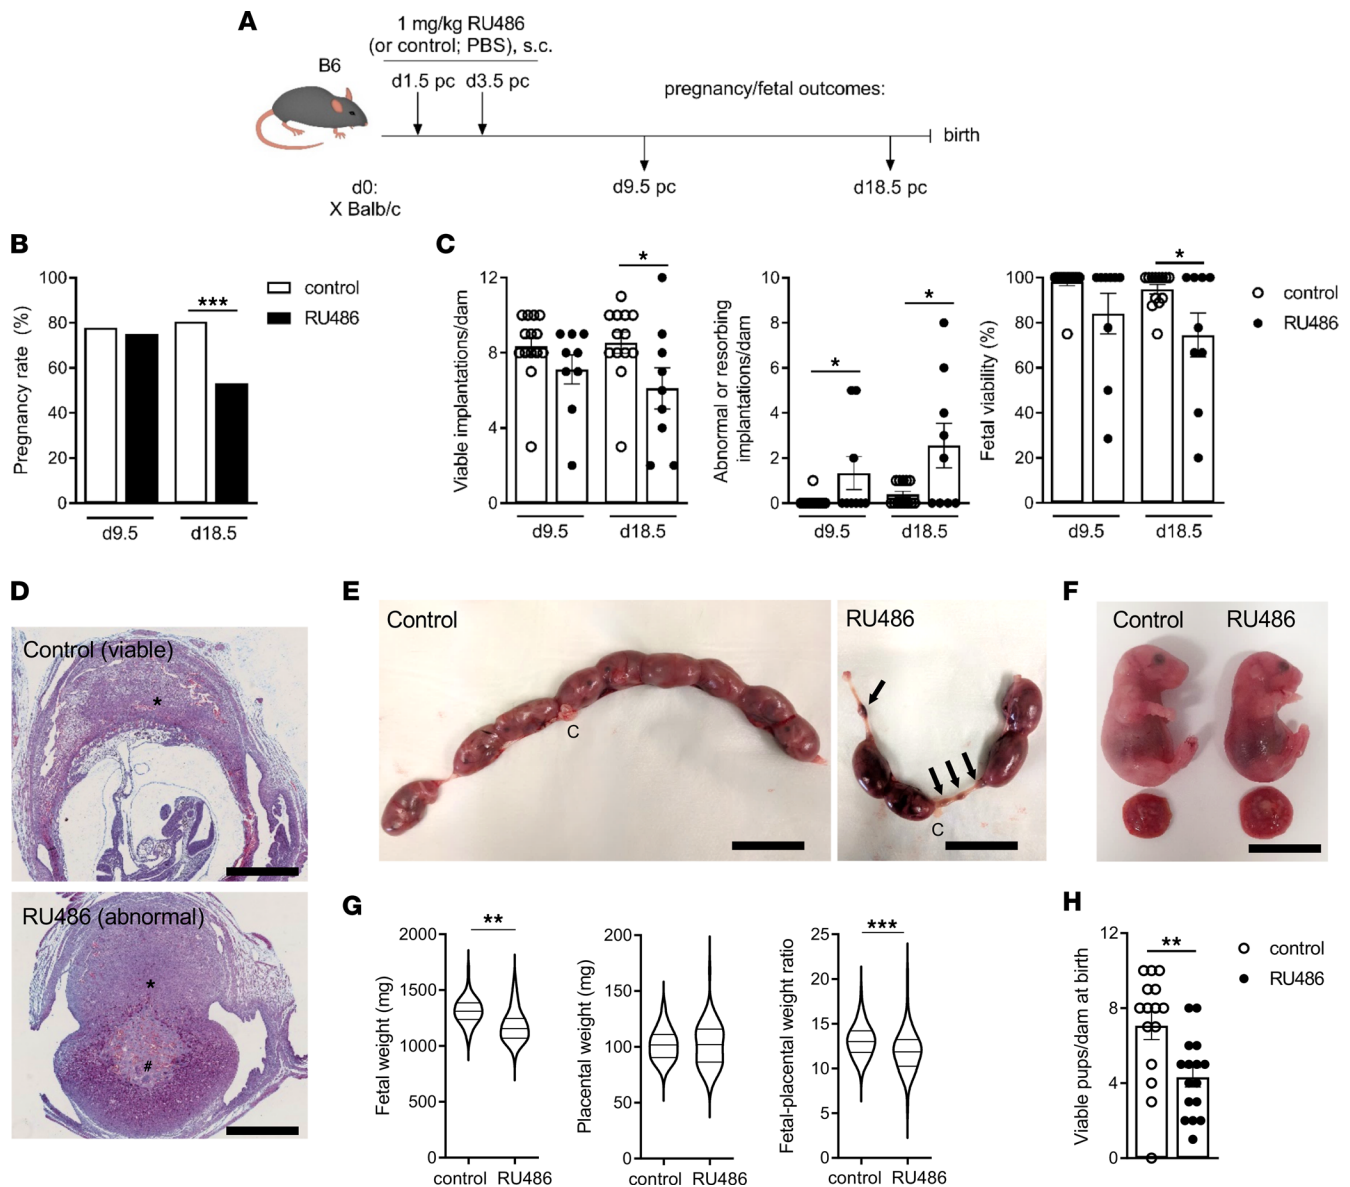 A
1 mg/kg RU486
(or control; PBS), s.c.
B6
d1.5 pc d3.5 pc
pregnancy/fetal outcomes:
birth
d0:
X Balb/c
d9.5 pc
d18.5 pc
B
Pregnancy rate (%)
100
80
60
40
20
0
***
control
RU486
d9.5
d18.5
C
Viable implantations/dam
12
8
4
0
*
d9.5
d18.5
Abnormal or resorbing
implantations/dam
10
8
6
4
2
0
*
*
d9.5
d18.5
Fetal viability (%)
100
80
60
40
20
0
*
d9.5
d18.5
control
RU486
D
Control (viable)
*
RU486 (abnormal)
*
#
E
Control
C
RU486
C
F
Control
RU486
G
Fetal weight (mg)
2000
1500
1000
500
0
**
control RU486
Placental weight (mg)
200
150
100
50
0
control RU486
Fetal-placental weight ratio
25
20
15
10
5
0
***
control RU486
H
Viable pups/dam at birth
12
8
4
0
**
control
RU486